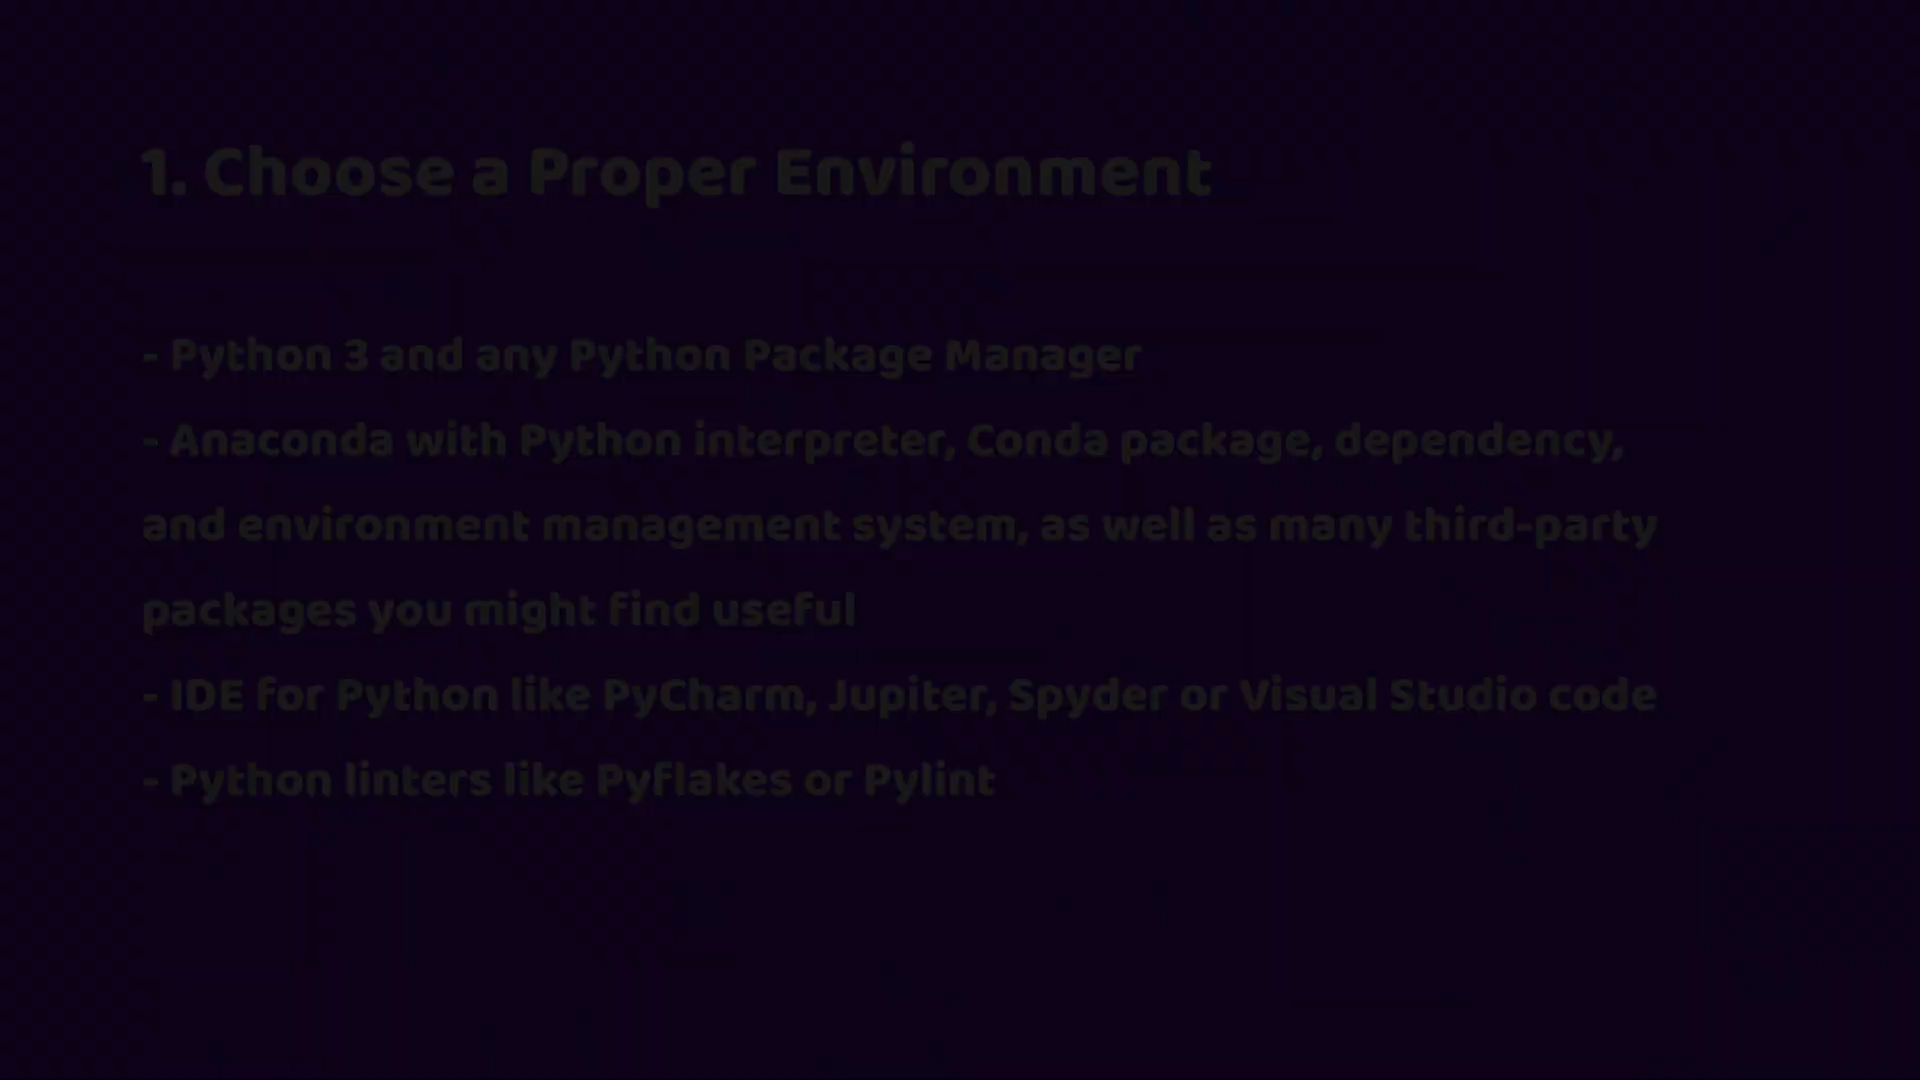 1. Choose a Proper Environment
- Python 3 and any Python Package Manager
- Anaconda with Python interpreter, Conda package, dependency,
and environment management system, as well as many third-party
packages you might find useful
- IDE for Python like PyCharm, Jupiter, Spyder or Visual Studio code
- Python linters like PyFlakes or Pylint